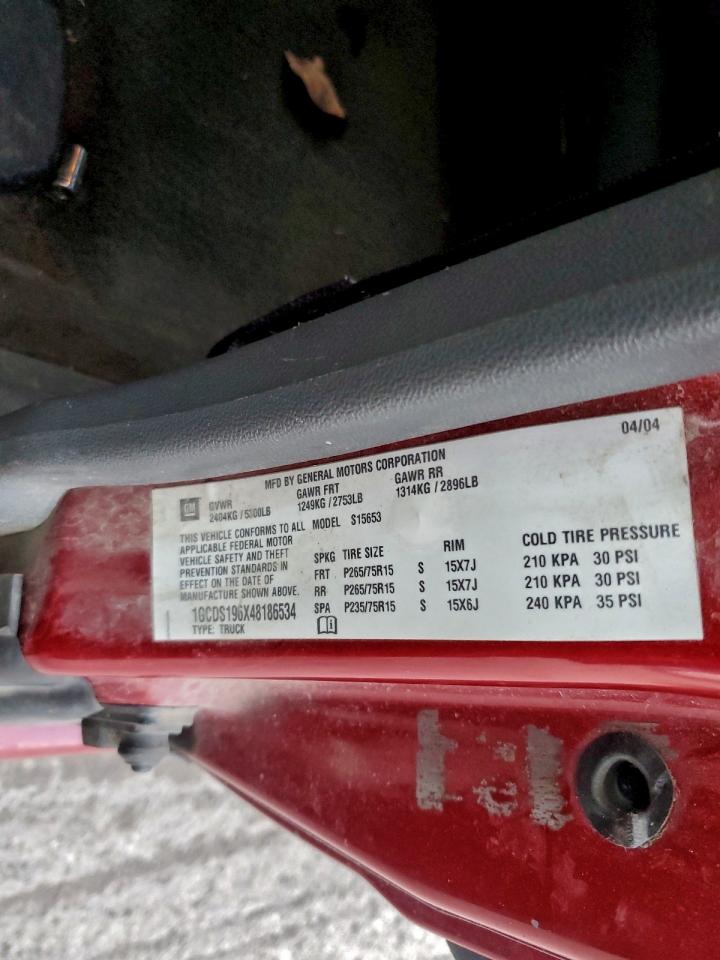 04/04
MFD BY GENERAL MOTORS CORPORATION
GM GVWR GAWR FRT GAWR RR
2404KG / 5300LB 1249KG / 2753LB 1314KG / 2896LB
THIS VEHICLE CONFORMS TO ALL MODEL S15653
APPLICABLE FEDERAL MOTOR
VEHICLE SAFETY AND THEFT
PREVENTION STANDARDS IN
EFFECT ON THE DATE OF
MANUFACTURE SHOWN ABOVE.
1GCDS196X48186534
TYPE: TRUCK
SPKG TIRE SIZE RIM COLD TIRE PRESSURE
FRT P265/75R15 S 15X7J 210 KPA 30 PSI
RR P265/75R15 S 15X7J 210 KPA 30 PSI
SPA P235/75R15 S 15X6J 240 KPA 35 PSI